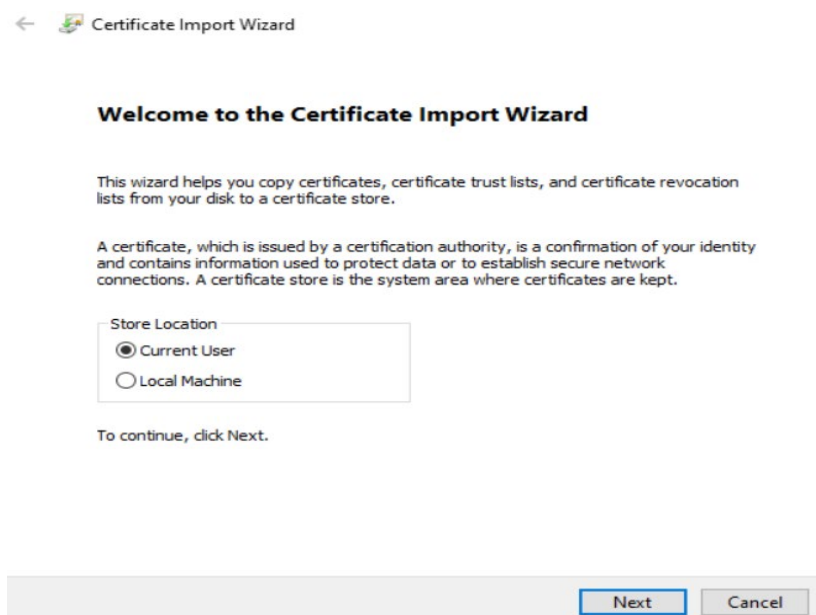 Certificate Import Wizard
Welcome to the Certificate Import Wizard
This wizard helps you copy certificates, certificate trust lists, and certificate revocation
lists from your disk to a certificate store.
A certificate, which is issued by a certification authority, is a confirmation of your identity
and contains information used to protect data or to establish secure network
connections. A certificate store is the system area where certificates are kept.
Store Location
Current User
Local Machine
To continue, click Next.
Next Cancel